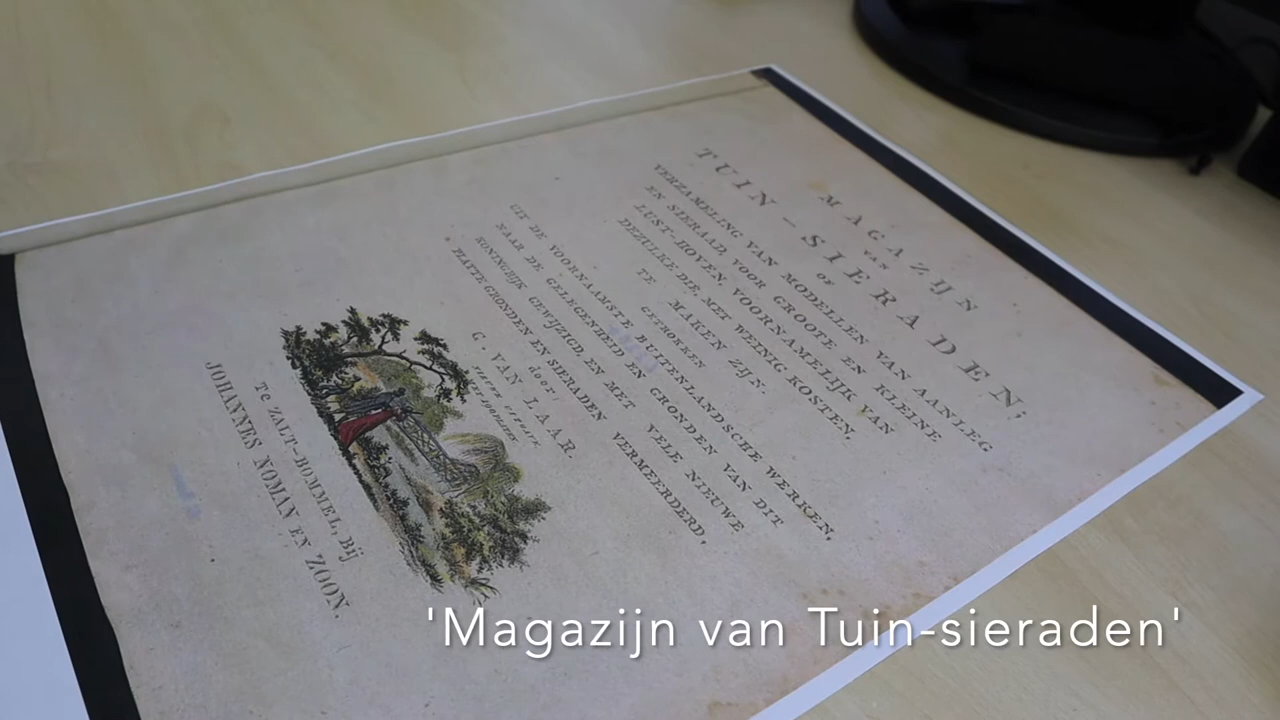 MAGAZIJN
VAN
TUIN-SIERADEN;
OF
VERZAMELING VAN MODELLEN VAN AANLEG
EN SIERAAD, VOOR GROOTE EN KLEINE
LUST-HOVEN, VOORNAMELIJK VAN
DEZULKE DIE, MET WEINIG KOSTEN,
TE MAKEN ZIJN.
GETROKKEN
UIT DE VOORNAAMSTE BUITENLANDSCHE WERKEN,
NAAR DE GELEGENHEID EN GRONDEN VAN DIT
KONINGRIJK GEWIJZIGD, EN MET VELE NIEUWE
PLATTE GRONDEN EN SIERADEN VERMEERDERD,
door:
G. VAN LAAR.
Te ZALT-BOMMEL, Bij
JOHANNES NOMAN EN ZOON.
'Magazijn van Tuin-sieraden'